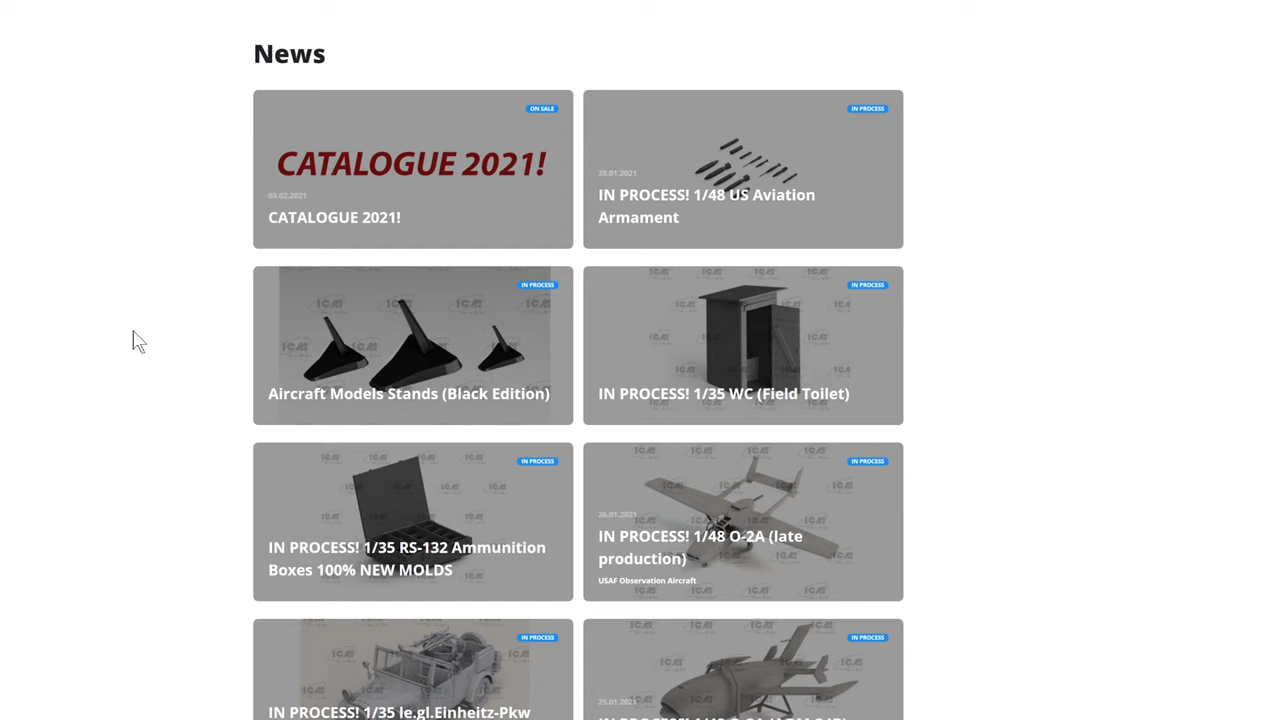 News
ON SALE
CATALOGUE 2021!
03.02.2021
CATALOGUE 2021!
IN PROCESS
28.01.2021
IN PROCESS! 1/48 US Aviation
Armament
IN PROCESS
Aircraft Models Stands (Black Edition)
IN PROCESS
IN PROCESS! 1/35 WC (Field Toilet)
IN PROCESS
IN PROCESS! 1/35 RS-132 Ammunition
Boxes 100% NEW MOLDS
IN PROCESS
26.01.2021
IN PROCESS! 1/48 O-2A (late
production)
USAF Observation Aircraft
IN PROCESS
IN PROCESS! 1/35 le.gl.Einheitz-Pkw
IN PROCESS
25.01.2021